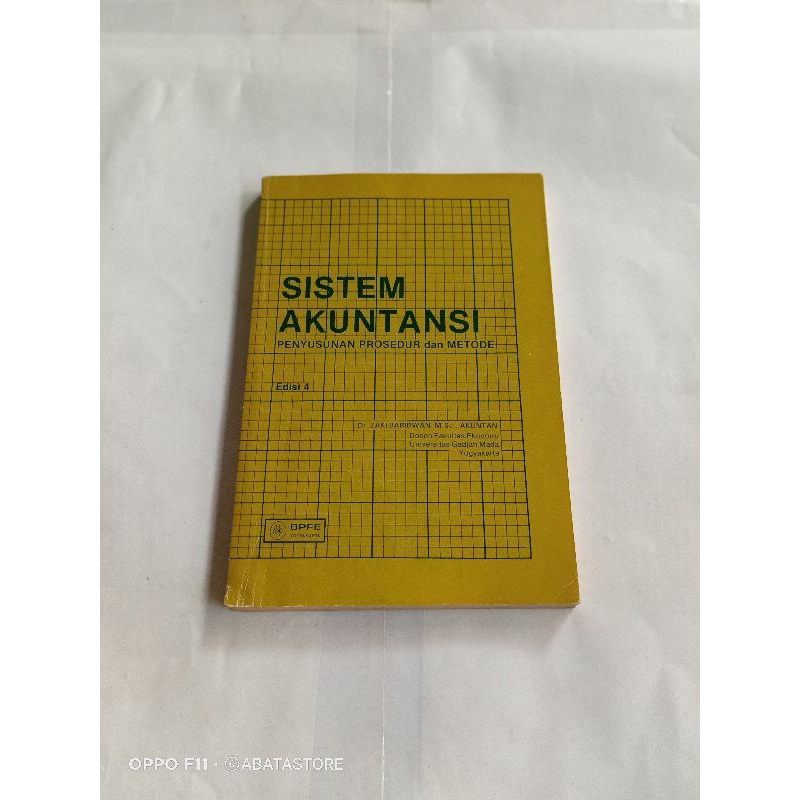 SISTEM
AKUNTANSI
PENYUSUNAN PROSEDUR dan METODE
Edisi 4
Dr. ZAKI BARIDWAN M.Sc., AKUNTAN
Dosen Fakultas Ekonomi
Universitas Gadjah Mada
Yogyakarta
BPFE
YOGYAKARTA
OPPO F11 · ©ABATASTORE